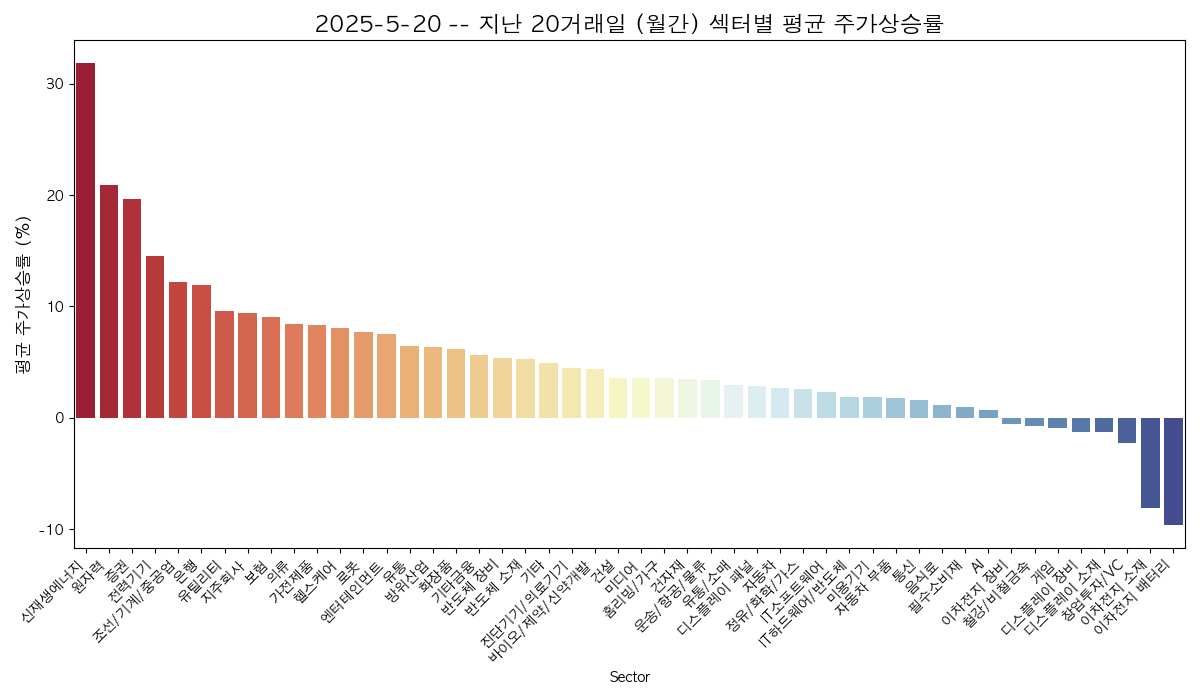 2025-5-20 -- 지난 20거래일 (월간) 섹터별 평균 주가상승률
평균 주가상승률 (%)
30
20
10
0
-10
신재생에너지
원자력
증권
전력기기
조선/기계/중공업
은행
유틸리티
지주회사
보험
의류
가전제품
헬스케어
로봇
엔터테인먼트
유통
방위산업
화장품
기타금융
반도체 장비
반도체 소재
기타
진단기기/의료기기
바이오/제약/신약개발
건설
미디어
홈리빙/가구
건자재
운송/항공/물류
유통/소매
디스플레이 패널
자동차
정유/화학/가스
IT소프트웨어
IT하드웨어/반도체
미용기기
자동차 부품
통신
음식료
필수소비재
AI
이차전지 장비
철강/비철금속
게임
디스플레이 장비
디스플레이 소재
창업투자/VC
이차전지 소재
이차전지 배터리
Sector